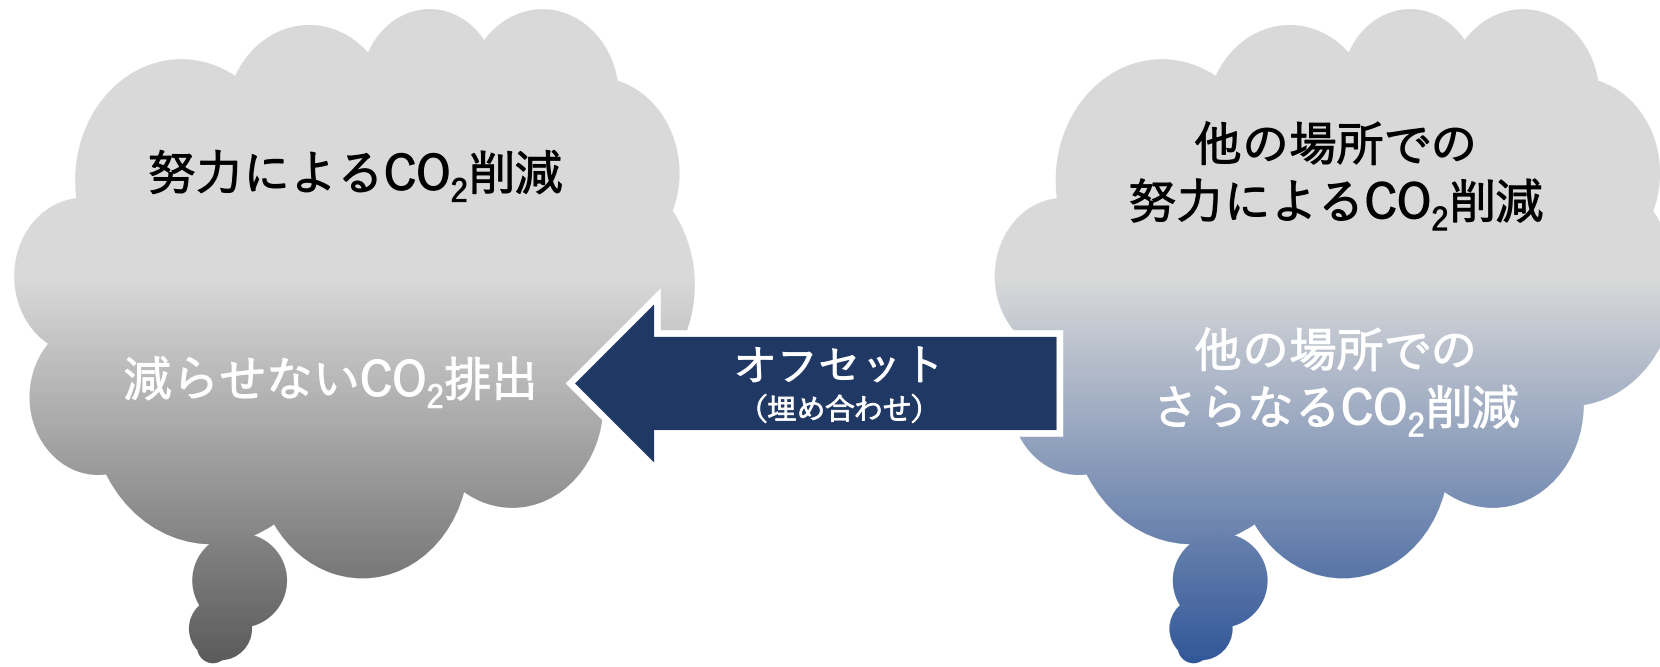 努力によるCO₂削減
減らせないCO₂排出
オフセット
（埋め合わせ）
他の場所での
努力によるCO₂削減
他の場所での
さらなるCO₂削減